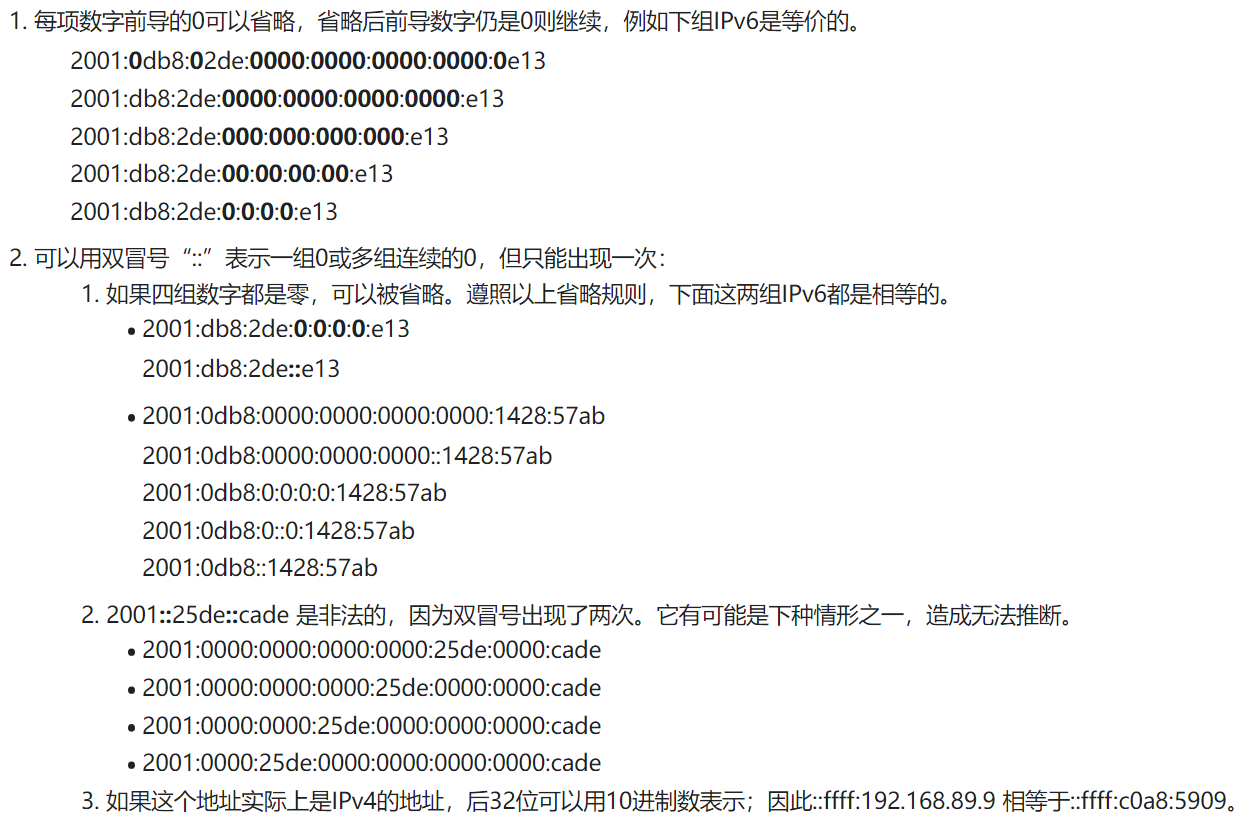 1. 每项数字前导的0可以省略，省略后前导数字仍是0则继续，例如下组IPv6是等价的。
2001:0db8:02de:0000:0000:0000:0000:0e13
2001:db8:2de:0000:0000:0000:0000:e13
2001:db8:2de:000:000:000:000:e13
2001:db8:2de:00:00:00:00:e13
2001:db8:2de:0:0:0:0:e13
2. 可以用双冒号“::”表示一组0或多组连续的0，但只能出现一次：
1. 如果四组数字都是零，可以被省略。遵照以上省略规则，下面这两组IPv6都是相等的。
• 2001:db8:2de:0:0:0:0:e13
2001:db8:2de::e13
• 2001:0db8:0000:0000:0000:0000:1428:57ab
2001:0db8:0000:0000:0000::1428:57ab
2001:0db8:0:0:0:0:1428:57ab
2001:0db8:0::0:1428:57ab
2001:0db8::1428:57ab
2. 2001::25de::cade 是非法的，因为双冒号出现了两次。它有可能是下种情形之一，造成无法推断。
• 2001:0000:0000:0000:0000:25de:0000:cade
• 2001:0000:0000:0000:25de:0000:0000:cade
• 2001:0000:0000:25de:0000:0000:0000:cade
• 2001:0000:25de:0000:0000:0000:0000:cade
3. 如果这个地址实际上是IPv4的地址，后32位可以用10进制数表示；因此::ffff:192.168.89.9 相等于::ffff:c0a8:5909。